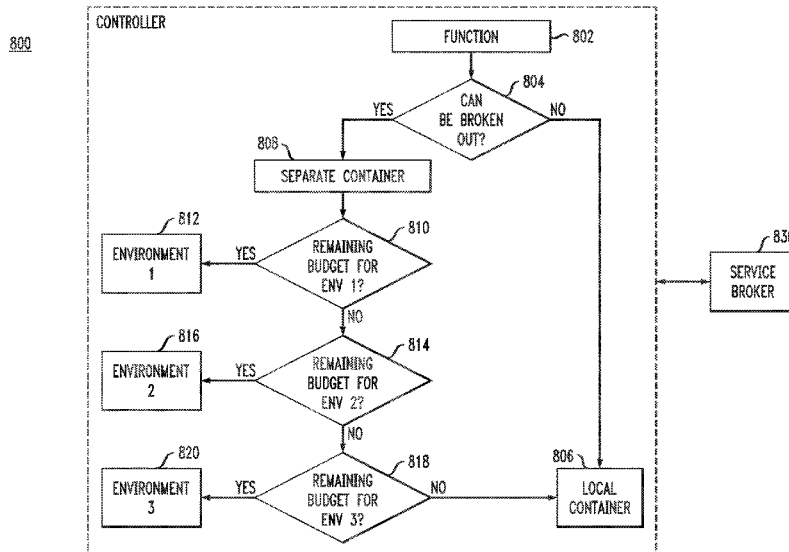 CONTROLLER
800
FUNCTION
802
804
CAN
BE BROKEN
OUT?
YES
NO
808
SEPARATE CONTAINER
812
ENVIRONMENT
1
YES
810
REMAINING
BUDGET FOR
ENV 1?
NO
SERVICE
BROKER
816
ENVIRONMENT
2
YES
814
REMAINING
BUDGET FOR
ENV 2?
NO
820
ENVIRONMENT
3
YES
818
REMAINING
BUDGET FOR
ENV 3?
NO
806
LOCAL
CONTAINER